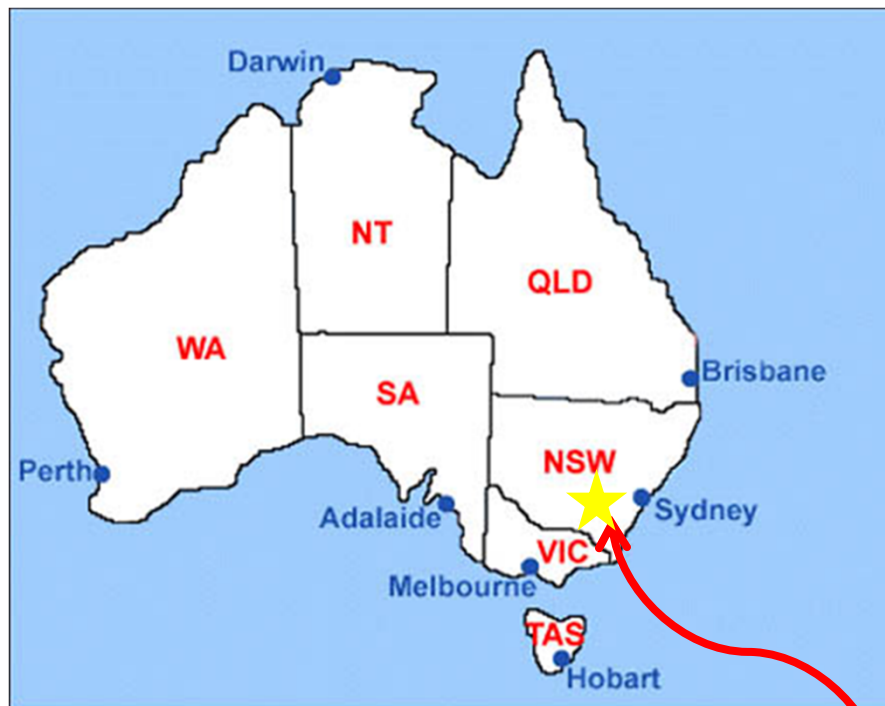 Darwin
NT
QLD
WA
Brisbane
SA
NSW
Perth
Sydney
Adalaide
VIC
Melbourne
TAS
Hobart